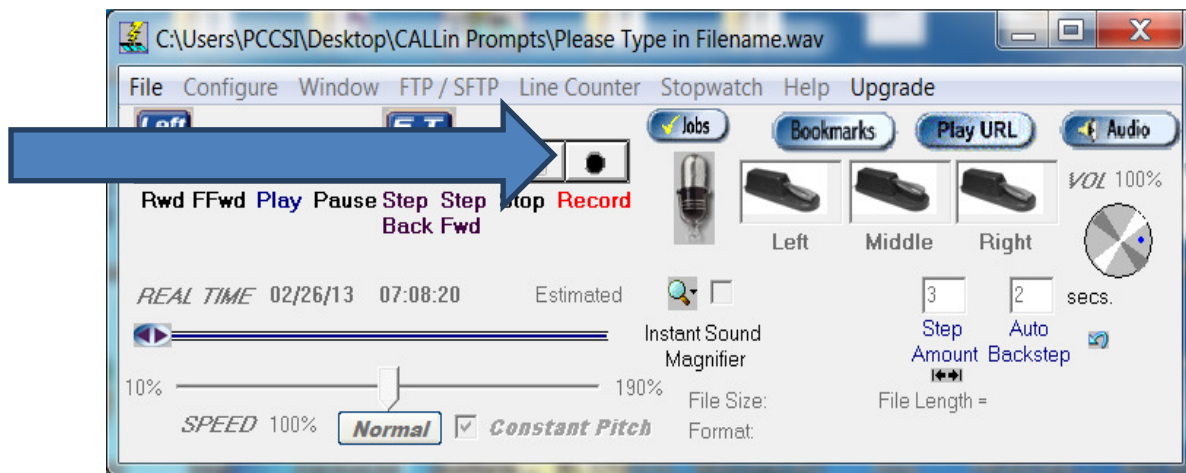 C:\Users\PCCSI\Desktop\CALLin Prompts\Please Type in Filename.wav
File Configure Window FTP / SFTP Line Counter Stopwatch Help Upgrade
Jobs Bookmarks Play URL Audio
VOL 100%
Rwd FFwd Play Pause Step Back Step Fwd Record
Left Middle Right
REAL TIME 02/26/13 07:08:20 Estimated
3 2 secs.
Instant Sound Magnifier
Step Amount Auto Backstep
10% 190%
File Size: File Length =
SPEED 100% Normal Constant Pitch
Format: